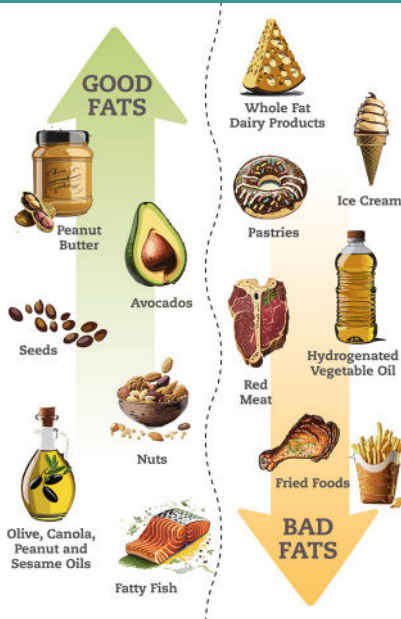 GOOD
FATS
Peanut
Butter
Avocados
Seeds
Nuts
Olive, Canola,
Peanut and
Sesame Oils
Fatty Fish
Whole Fat
Dairy Products
Ice Cream
Pastries
Hydrogenated
Vegetable Oil
Red
Meat
Fried Foods
BAD
FATS